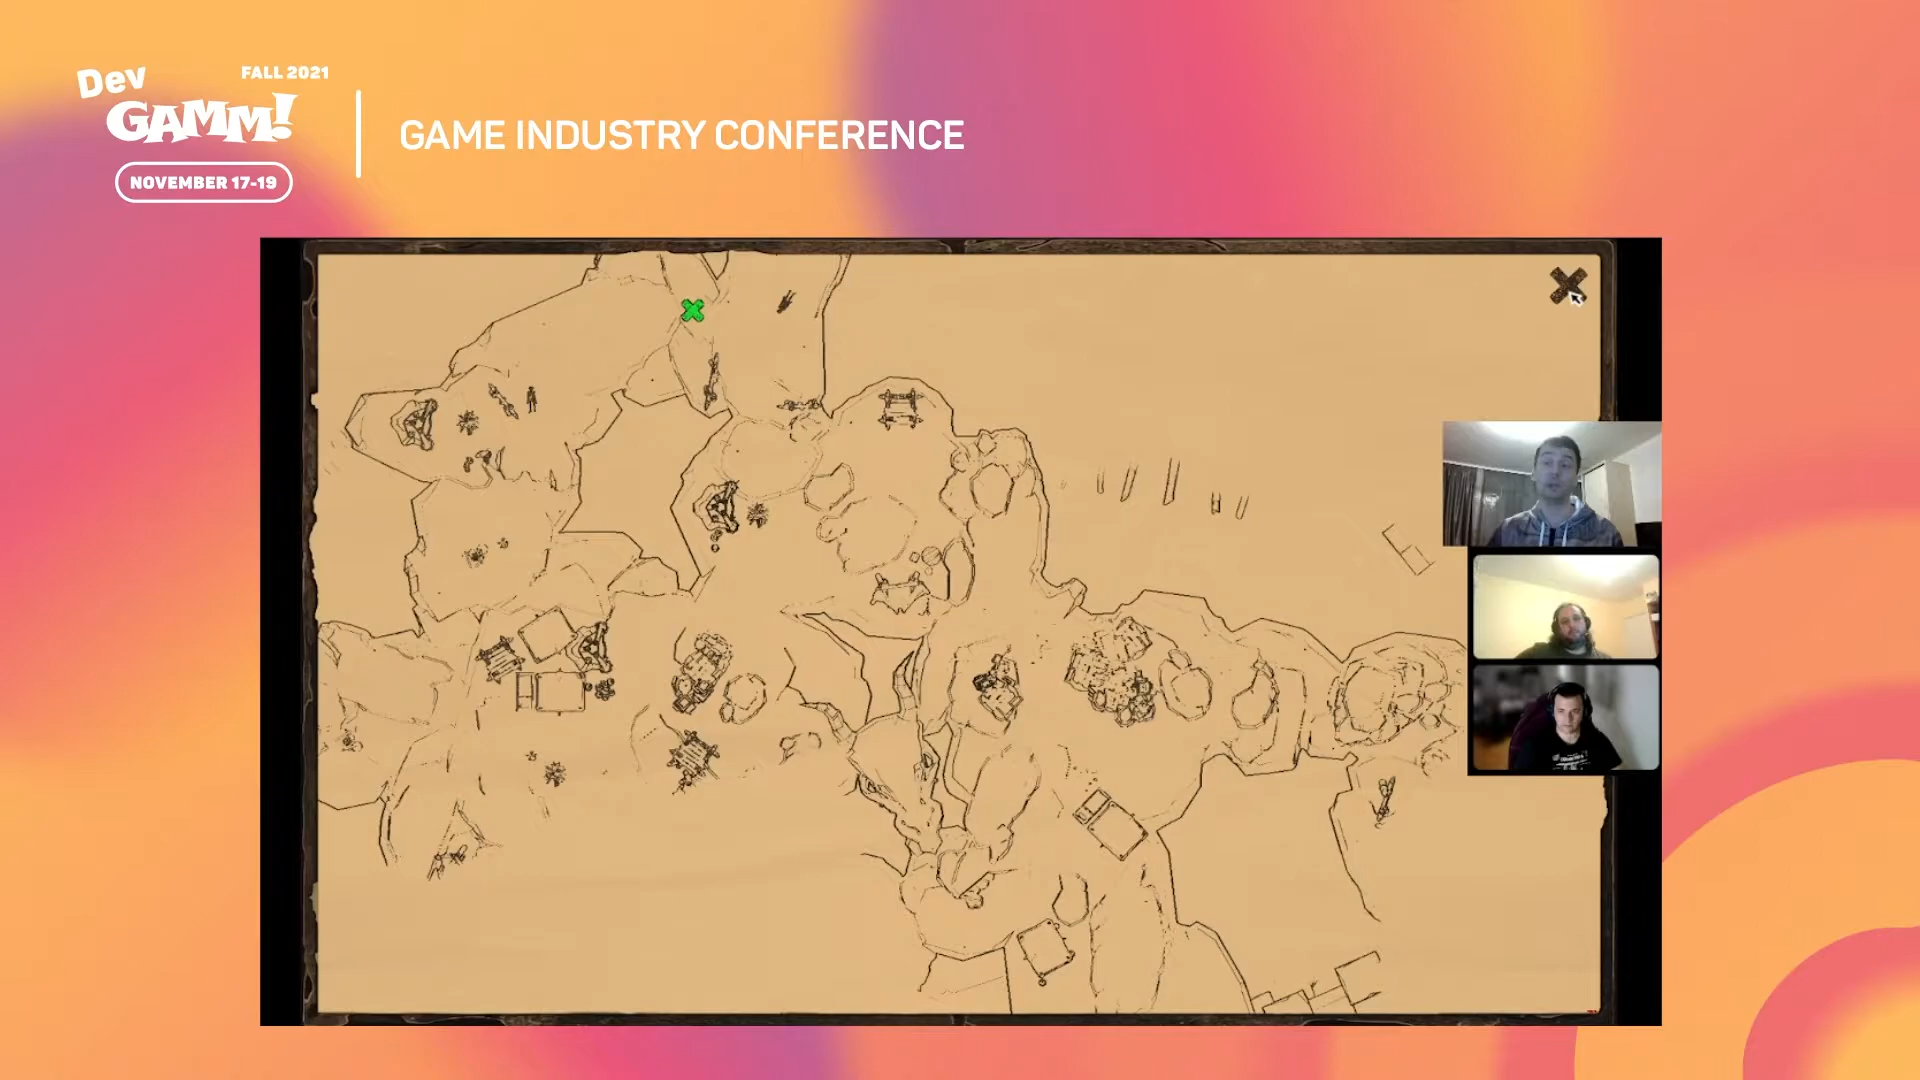 Dev
FALL 2021
GAMM!
NOVEMBER 17-19
GAME INDUSTRY CONFERENCE